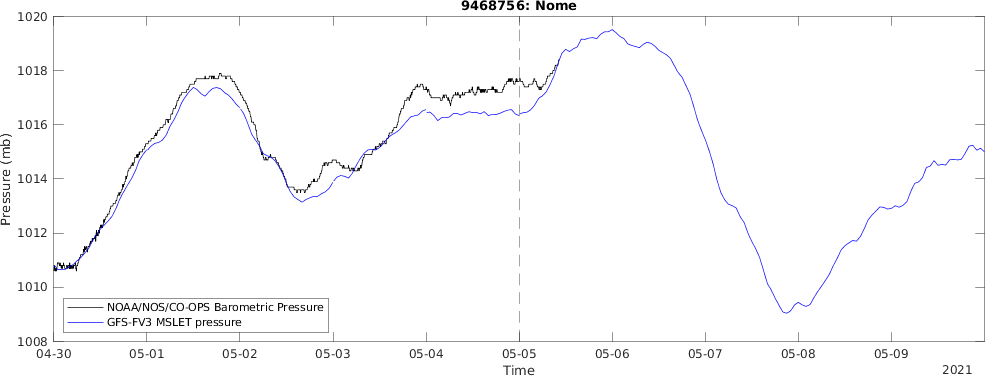 9468756: Nome
1020
1018
1016
1014
1012
1010
1008
Pressure (mb)
NOAA/NOS/CO-OPS Barometric Pressure
GFS-FV3 MSLET pressure
04-30 05-01 05-02 05-03 05-04 05-05 05-06 05-07 05-08 05-09
Time
2021